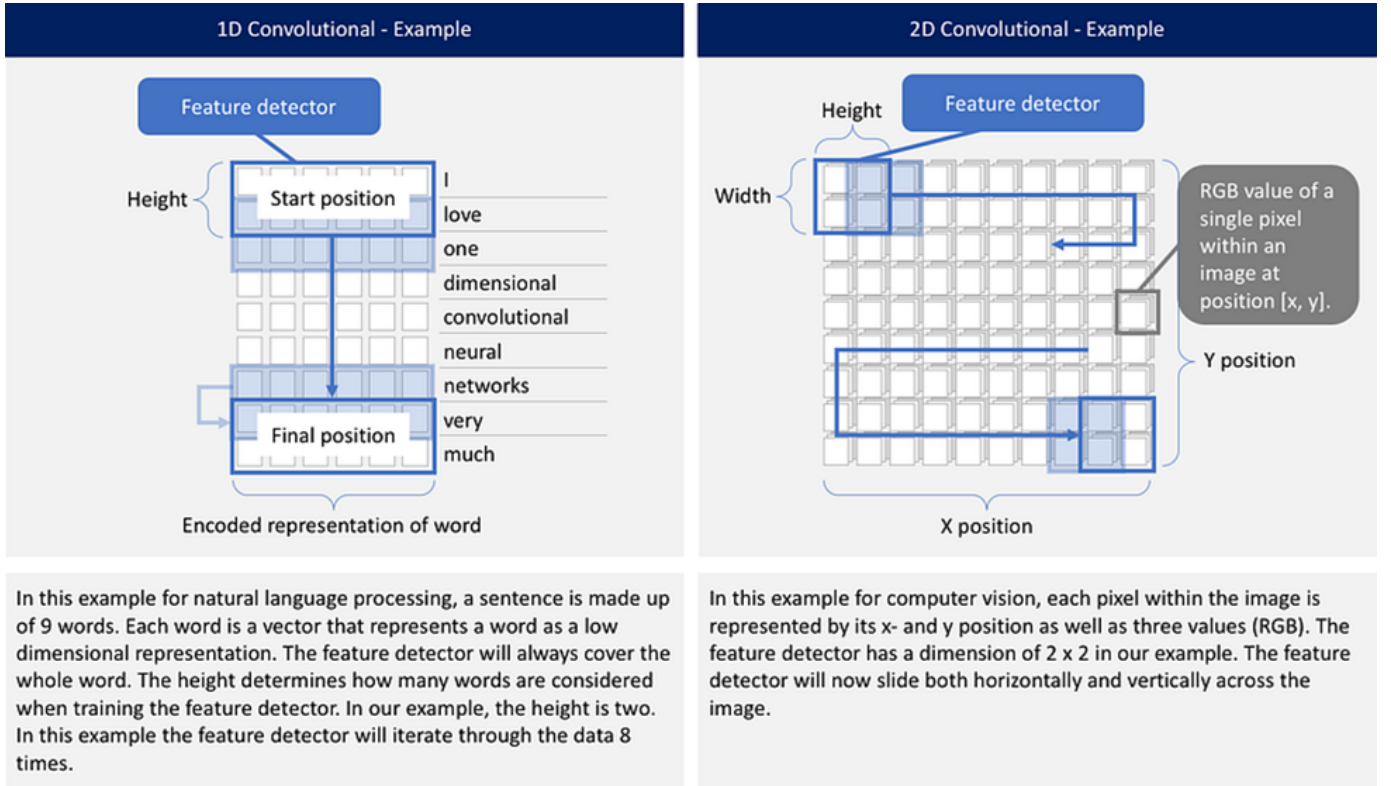 1D Convolutional - Example
Feature detector
Height
Start position
Final position
I
love
one
dimensional
convolutional
neural
networks
very
much
Encoded representation of word
In this example for natural language processing, a sentence is made up
of 9 words. Each word is a vector that represents a word as a low
dimensional representation. The feature detector will always cover the
whole word. The height determines how many words are considered
when training the feature detector. In our example, the height is two.
In this example the feature detector will iterate through the data 8
times.
2D Convolutional - Example
Feature detector
Height
Width
RGB value of a
single pixel
within an
image at
position [x, y].
Y position
X position
In this example for computer vision, each pixel within the image is
represented by its x- and y position as well as three values (RGB). The
feature detector has a dimension of 2 x 2 in our example. The feature
detector will now slide both horizontally and vertically across the
image.